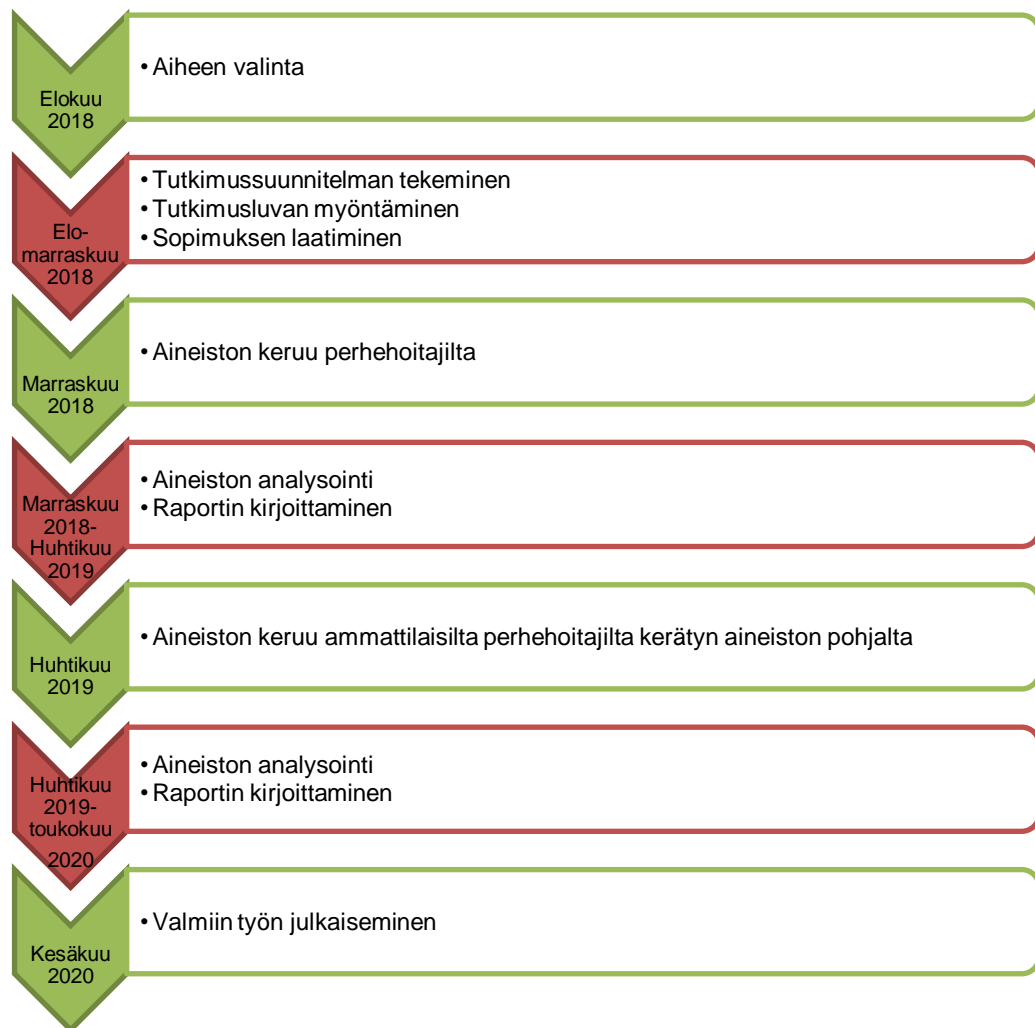 Elokuu
2018
• Aiheen valinta
Elo-
marraskuu
2018
• Tutkimussuunnitelman tekeminen
• Tutkimusluvan myöntäminen
• Sopimuksen laatiminen
Marraskuu
2018
• Aineiston keruu perhehoitajilta
Marraskuu
2018-
Huhtikuu
2019
• Aineiston analysointi
• Raportin kirjoittaminen
Huhtikuu
2019
• Aineiston keruu ammattilaisilta perhehoitajilta kerätyn aineiston pohjalta
Huhtikuu
2019-
toukokuu
2020
• Aineiston analysointi
• Raportin kirjoittaminen
Kesäkuu
2020
• Valmiin työn julkaiseminen